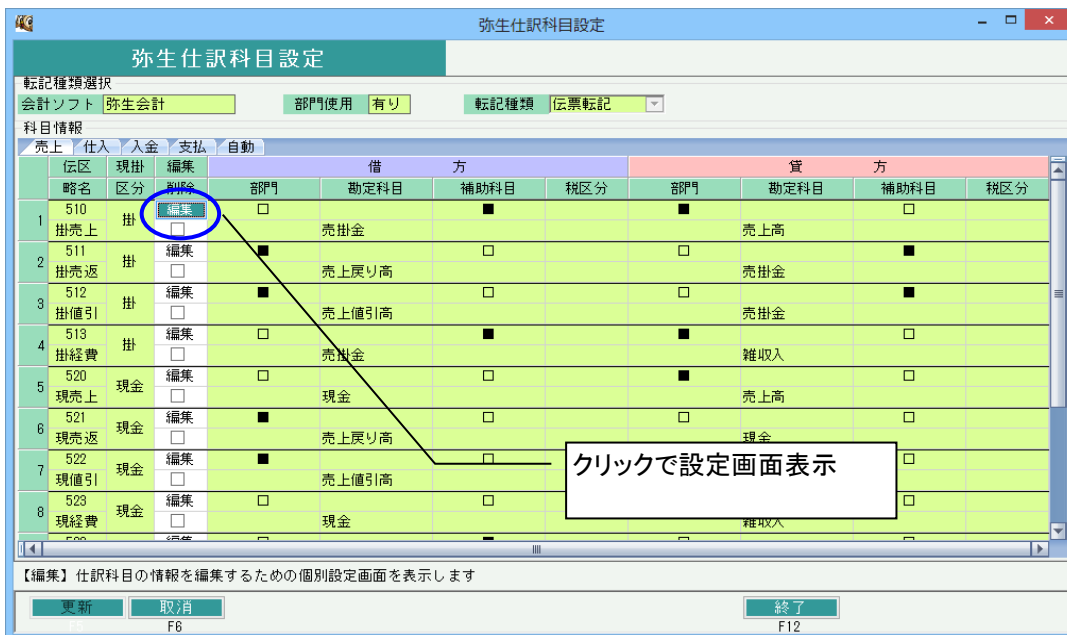 弥生仕訳科目設定
弥生仕訳科目設定
転記種類選択
会計ソフト 弥生会計 部門使用 有り 転記種類 伝票転記
科目情報
売上 仕入 入金 支払 自動
伝区 現掛 編集 借 方 貸 方
略名 区分 削除 部門 勘定科目 補助科目 税区分 部門 勘定科目 補助科目 税区分
1 510 掛 編集 □ ■ ■ □
掛売上 □ 売掛金 売上高
2 511 掛 編集 ■ □ □ ■
掛売返 □ 売上戻り高 売掛金
3 512 掛 編集 ■ □ □ ■
掛値引 □ 売上値引高 売掛金
4 513 掛 編集 □ ■ ■ □
掛経費 □ 売掛金 雑収入
5 520 現金 編集 □ □ ■ □
現売上 □ 現金 売上高
6 521 現金 編集 ■ □ □ □
現売返 □ 売上戻り高 現金
7 522 現金 編集 ■ □ □
現値引 □ 売上値引高
8 523 現金 編集 □ □ □
現経費 □ 現金 雑収入
クリックで設定画面表示
【編集】仕訳科目の情報を編集するための個別設定画面を表示します
更新 取消 終了
F5 F6 F12